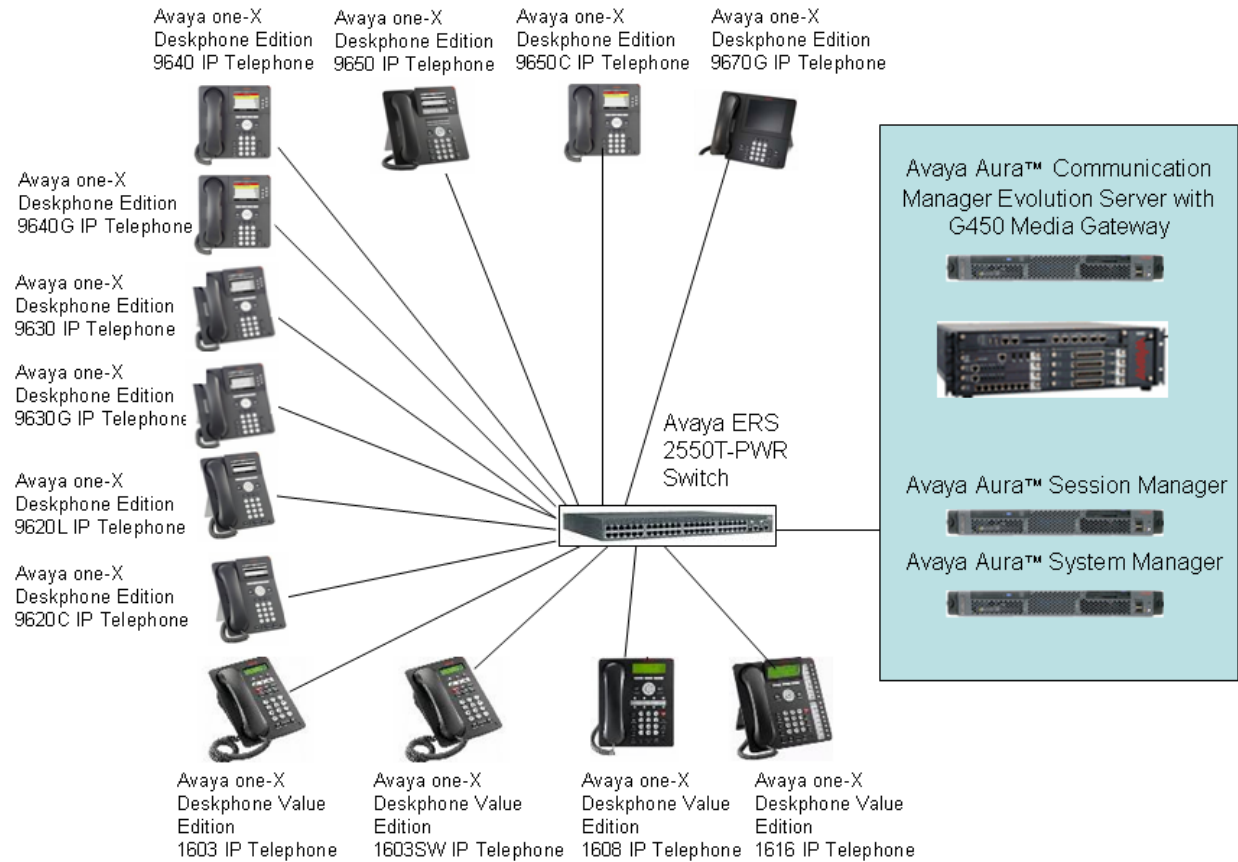 Avaya one-X
Deskphone Edition
9640 IP Telephone
Avaya one-X
Deskphone Edition
9650 IP Telephone
Avaya one-X
Deskphone Edition
9650C IP Telephone
Avaya one-X
Deskphone Edition
9670G IP Telephone
Avaya one-X
Deskphone Edition
9640G IP Telephone
Avaya one-X
Deskphone Edition
9630 IP Telephone
Avaya one-X
Deskphone Edition
9630G IP Telephone
Avaya one-X
Deskphone Edition
9620L IP Telephone
Avaya one-X
Deskphone Edition
9620C IP Telephone
Avaya ERS
2550T-PWR
Switch
Avaya Aura™ Communication
Manager Evolution Server with
G450 Media Gateway
Avaya Aura™ Session Manager
Avaya Aura™ System Manager
Avaya one-X
Deskphone Value
Edition
1603 IP Telephone
Avaya one-X
Deskphone Value
Edition
1603SW IP Telephone
Avaya one-X
Deskphone Value
Edition
1608 IP Telephone
Avaya one-X
Deskphone Value
Edition
1616 IP Telephone